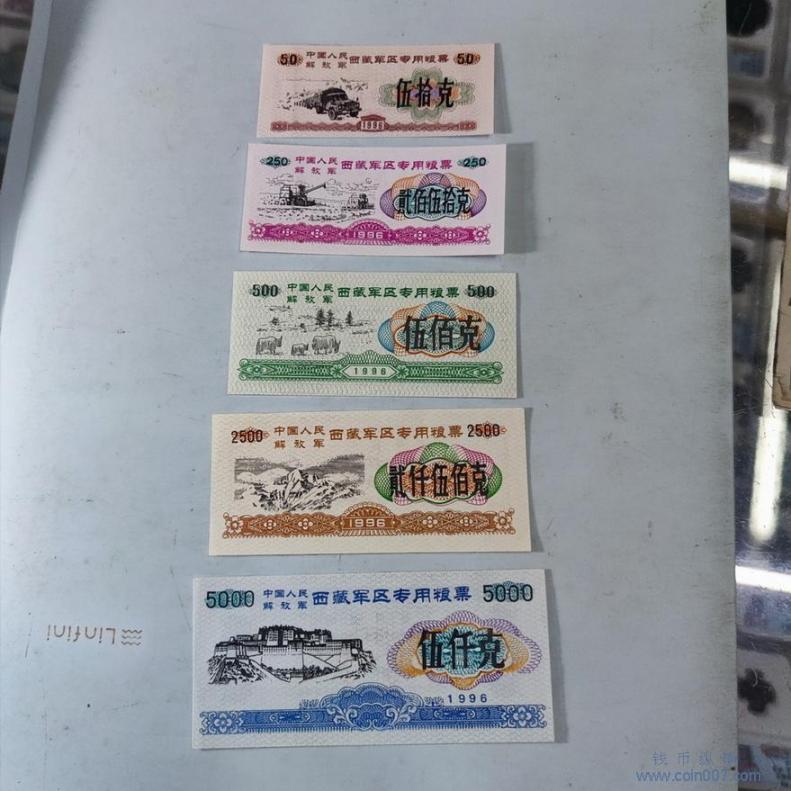 50 中国人民解放军 西藏军区专用粮票 50
伍拾克
1996
250 中国人民解放军 西藏军区专用粮票 250
贰佰伍拾克
1996
500 中国人民解放军 西藏军区专用粮票 500
伍佰克
1996
2500 中国人民解放军 西藏军区专用粮票 2500
贰仟伍佰克
1996
5000 中国人民解放军 西藏军区专用粮票 5000
伍仟克
1996
Linfini
钱币纵
www.coin007.com